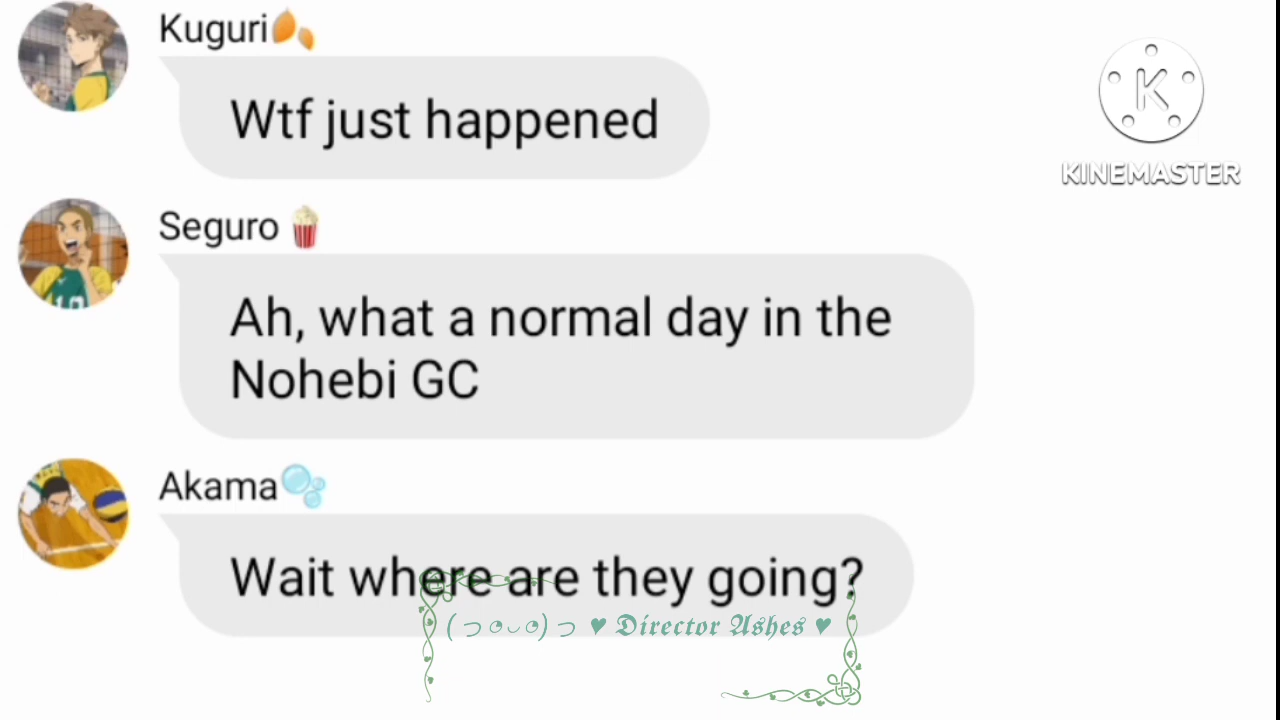 Kuguri
Wtf just happened
K
KINEMASTER
Seguro
Ah, what a normal day in the
Nohebi GC
Akama
Wait where are they going?
(っ◔◡◔)っ ♥ Director Ashes ♥